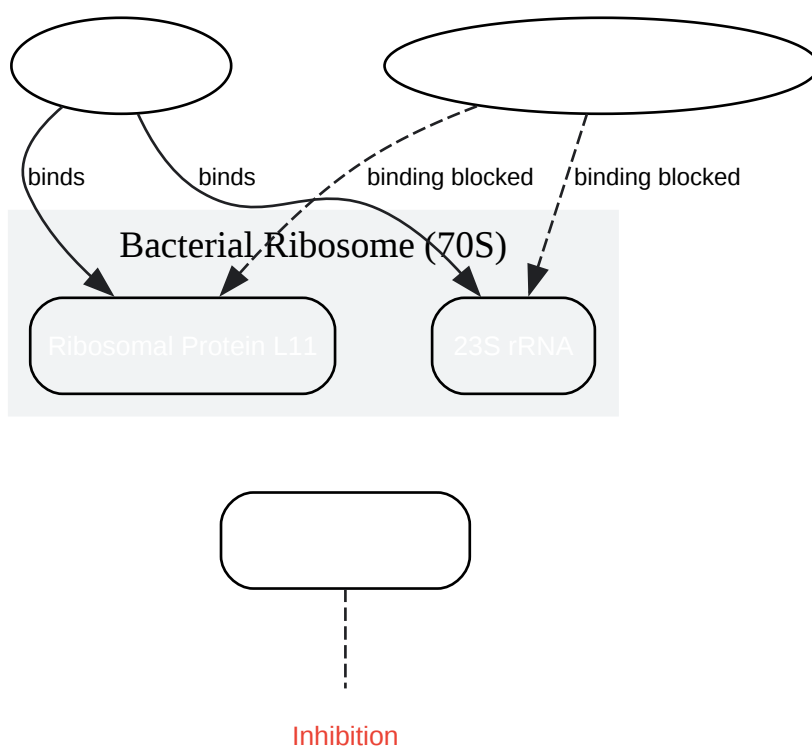 binds
binds
binding blocked
binding blocked
Bacterial Ribosome (70S)
Ribosomal Protein L11
23S rRNA
Inhibition